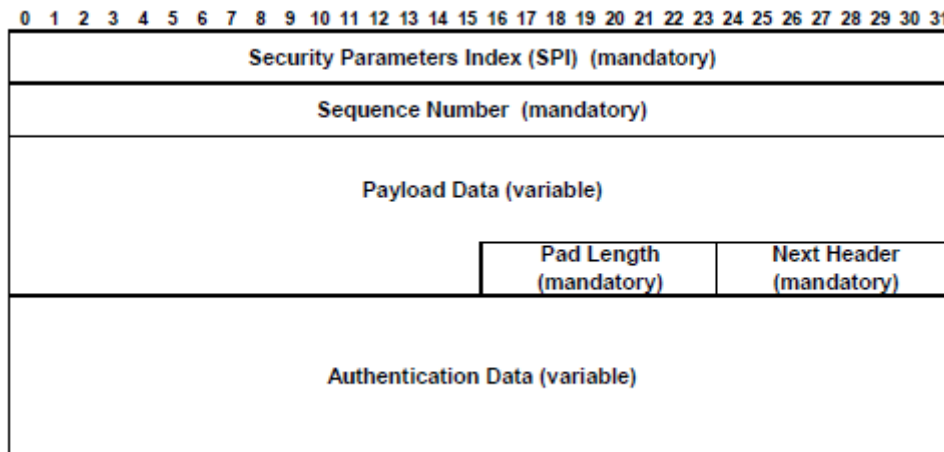 0 1 2 3 4 5 6 7 8 9 10 11 12 13 14 15 16 17 18 19 20 21 22 23 24 25 26 27 28 29 30 31
Security Parameters Index (SPI) (mandatory)
Sequence Number (mandatory)
Payload Data (variable)
Pad Length
(mandatory)
Next Header
(mandatory)
Authentication Data (variable)